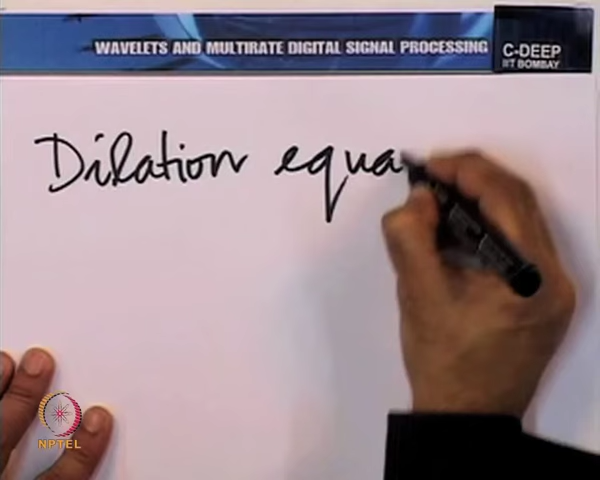 WAVELETS AND MULTIRATE DIGITAL SIGNAL PROCESSING
C-DEEP
IIT BOMBAY
Dilation equa
NPTEL